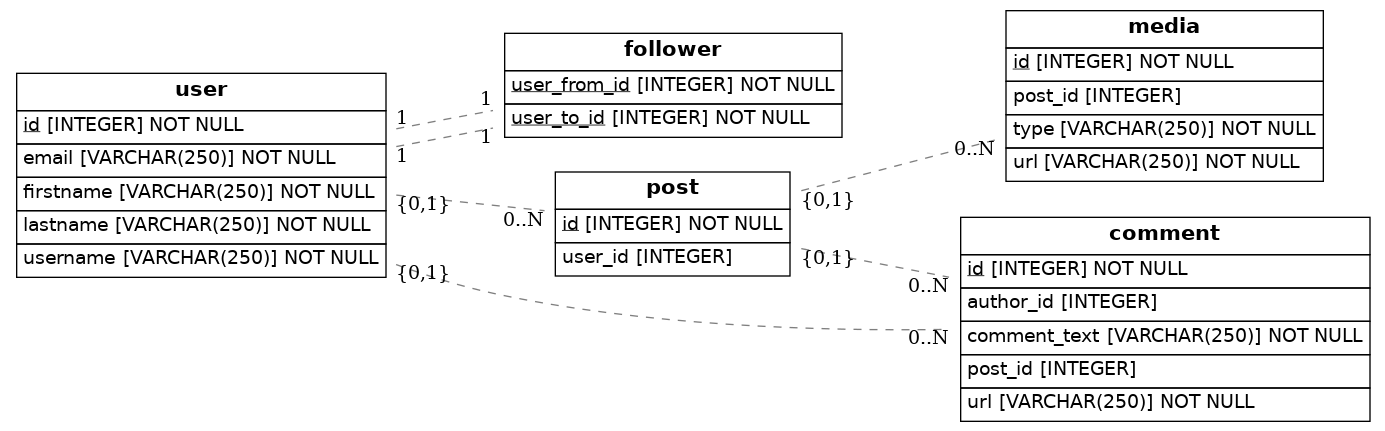 user
id [INTEGER] NOT NULL
email [VARCHAR(250)] NOT NULL
firstname [VARCHAR(250)] NOT NULL
lastname [VARCHAR(250)] NOT NULL
username [VARCHAR(250)] NOT NULL
1
1
1
1
{0,1}
0..N
{0,1}
0..N
follower
user_from_id [INTEGER] NOT NULL
user_to_id [INTEGER] NOT NULL
post
id [INTEGER] NOT NULL
user_id [INTEGER]
{0,1}
0..N
{0,1}
0..N
media
id [INTEGER] NOT NULL
post_id [INTEGER]
type [VARCHAR(250)] NOT NULL
url [VARCHAR(250)] NOT NULL
comment
id [INTEGER] NOT NULL
author_id [INTEGER]
comment_text [VARCHAR(250)] NOT NULL
post_id [INTEGER]
url [VARCHAR(250)] NOT NULL